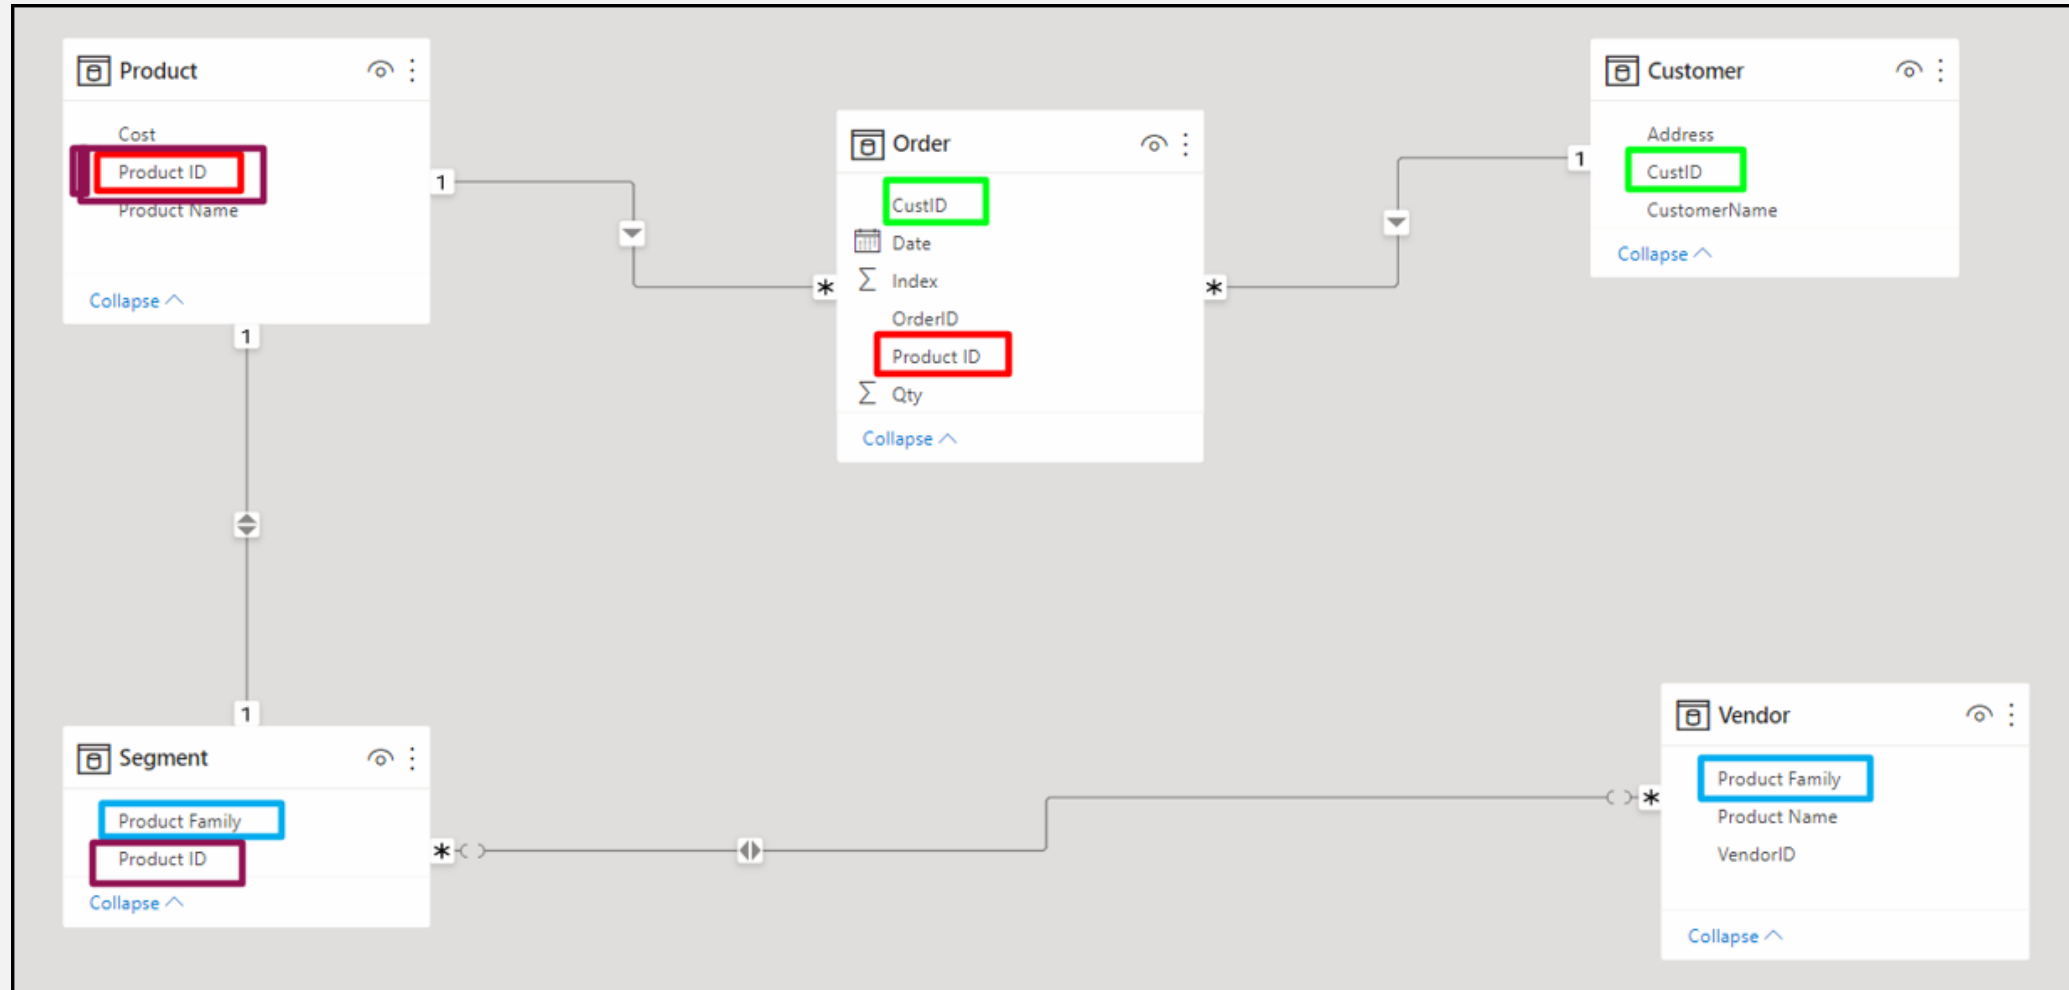 Product
Cost
Product ID
Product Name
Collapse
1
1
Order
CustID
Date
Index
OrderID
Product ID
Qty
Collapse
*
*
Customer
Address
CustID
CustomerName
Collapse
1
1
Segment
Product Family
Product ID
Collapse
*
*
Vendor
Product Family
Product Name
VendorID
Collapse